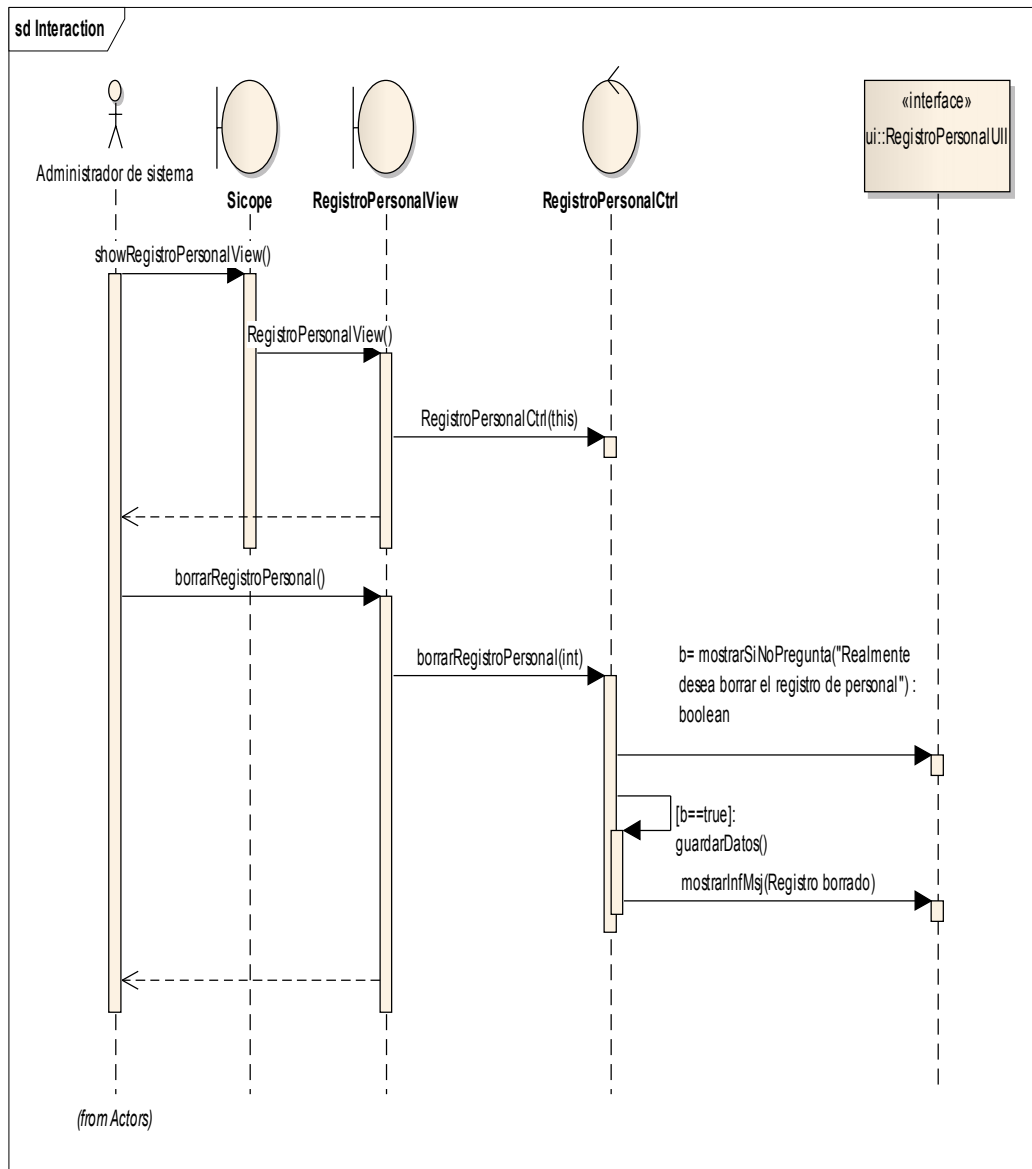 sd Interaction
«interface»
ui::RegistroPersonalUII
Administrador de sistema
Sicope
RegistroPersonalView
RegistroPersonalCtrl
showRegistroPersonalView()
RegistroPersonalView()
RegistroPersonalCtrl(this)
borrarRegistroPersonal()
borrarRegistroPersonal(int)
b= mostrarSiNoPregunta("Realmente
desea borrar el registro de personal") :
boolean
[b==true]:
guardarDatos()
mostrarInfMsj(Registro borrado)
(from Actors)